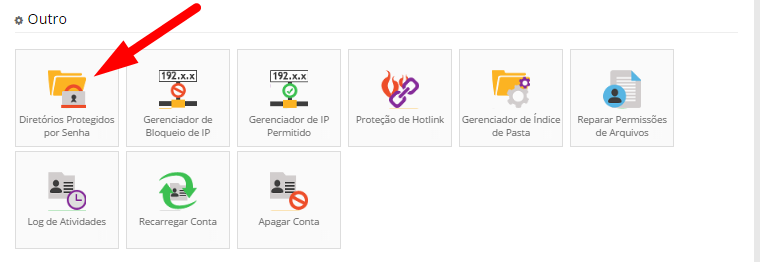 Outro
192.x.x
192.x.x
Diretórios Protegidos
por Senha
Gerenciador de
Bloqueio de IP
Gerenciador de IP
Permitido
Proteção de Hotlink
Gerenciador de Índice
de Pasta
Reparar Permissões
de Arquivos
Log de Atividades
Recarregar Conta
Apagar Conta